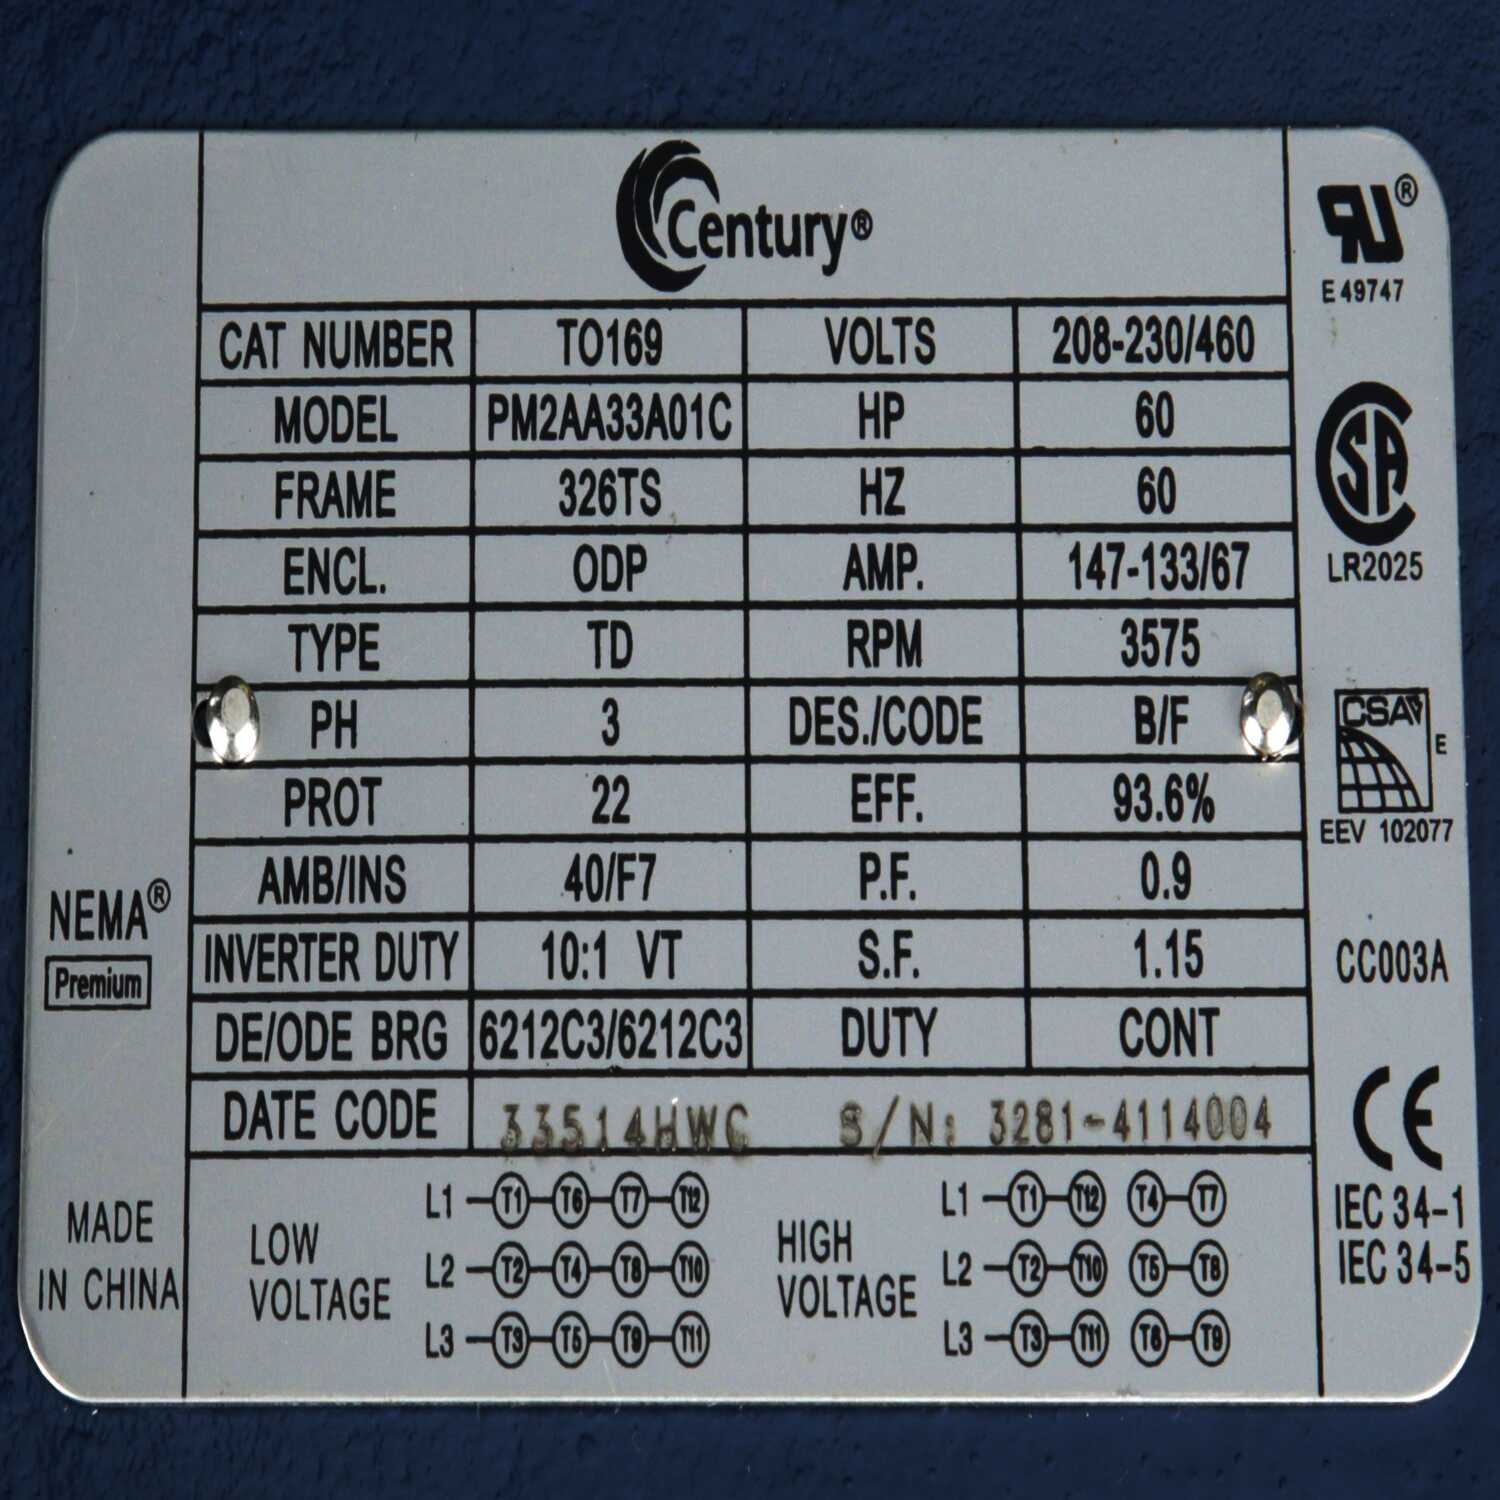 Century®
CAT NUMBER TO169 VOLTS 208-230/460
MODEL PM2AA33A01C HP 60
FRAME 326TS HZ 60
ENCL. ODP AMP. 147-133/67
TYPE TD RPM 3575
PH 3 DES./CODE B/F
PROT 22 EFF. 93.6%
AMB/INS 40/F7 P.F. 0.9
INVERTER DUTY 10:1 VT S.F. 1.15
DE/ODE BRG 6212C3/6212C3 DUTY CONT
DATE CODE 33514HWC S/N: 3281-4114004
LOW
VOLTAGE
L1 T1 T6 T7 T12
L2 T2 T4 T8 T10
L3 T3 T5 T9 T11
HIGH
VOLTAGE
L1 T1 T12 T4 T7
L2 T2 T10 T5 T8
L3 T3 T11 T6 T9
NEMA®
Premium
MADE
IN CHINA
RU®
E 49747
CSA
LR2025
CSA
E
EEV 102077
CC003A
CE
IEC 34-1
IEC 34-5